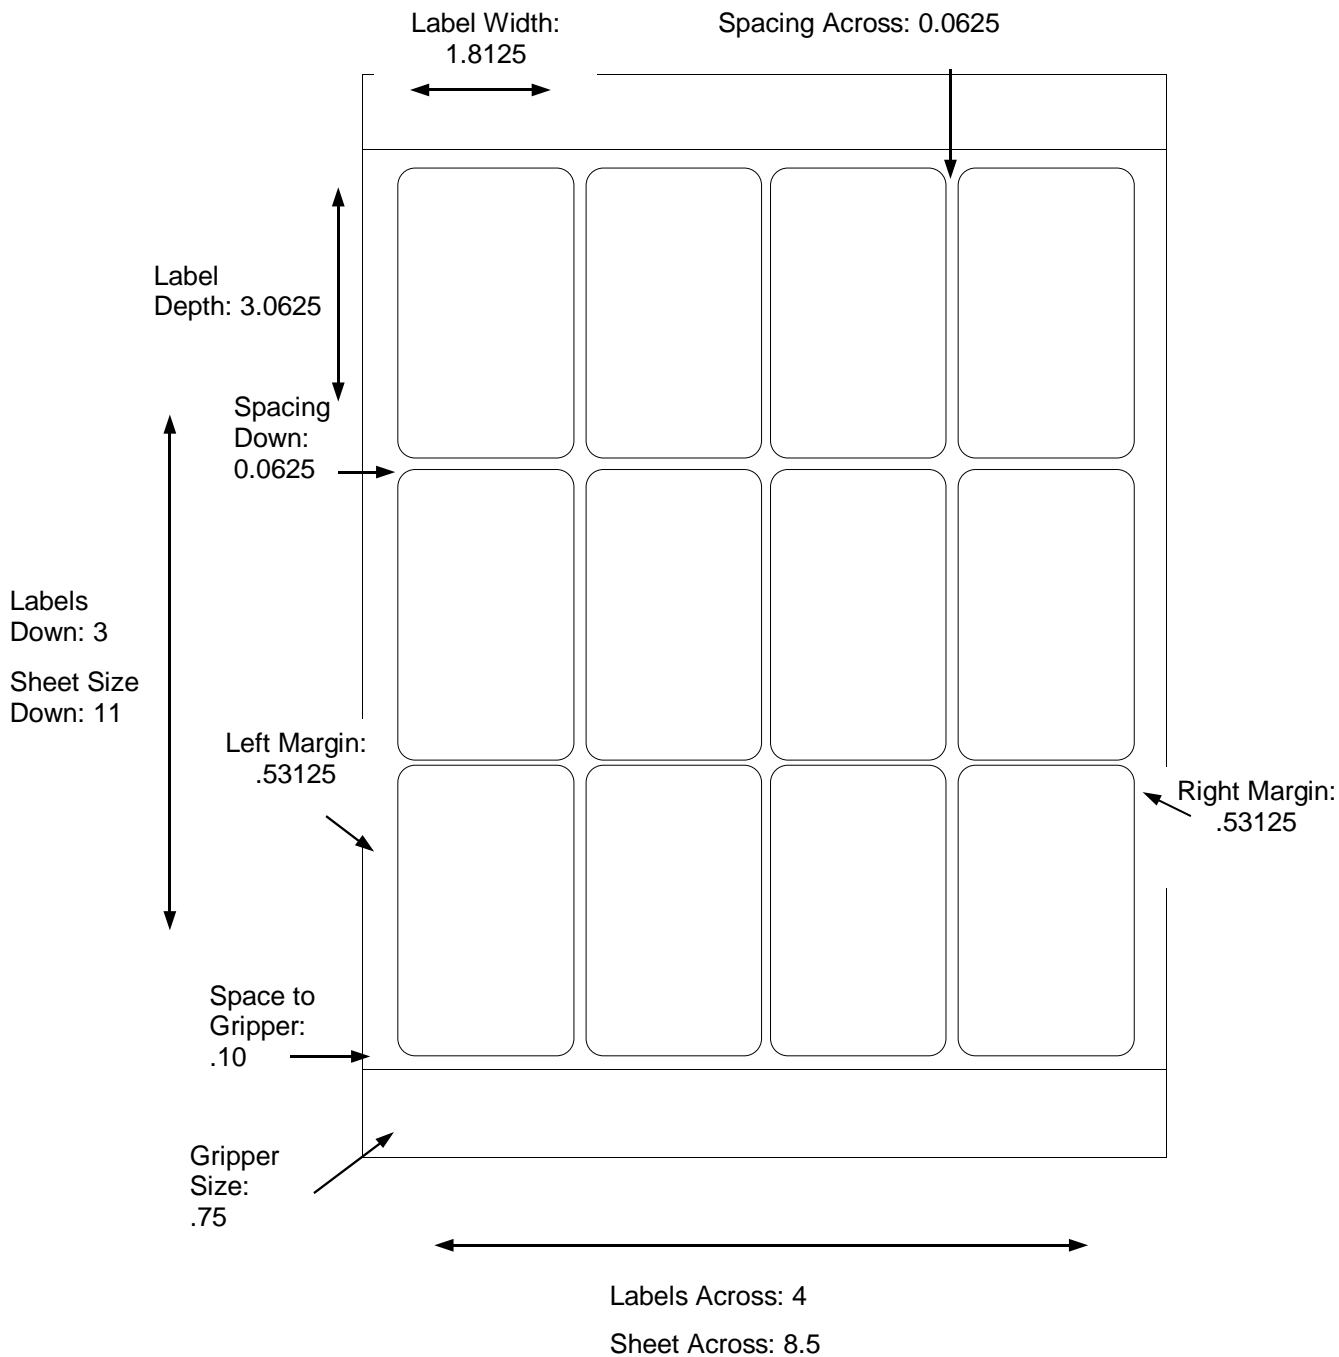 Label Width:
1.8125
Spacing Across: 0.0625
Label
Depth: 3.0625
Spacing
Down:
0.0625
Labels
Down: 3
Sheet Size
Down: 11
Left Margin:
.53125
Right Margin:
.53125
Space to
Gripper:
.10
Gripper
Size:
.75
Labels Across: 4
Sheet Across: 8.5